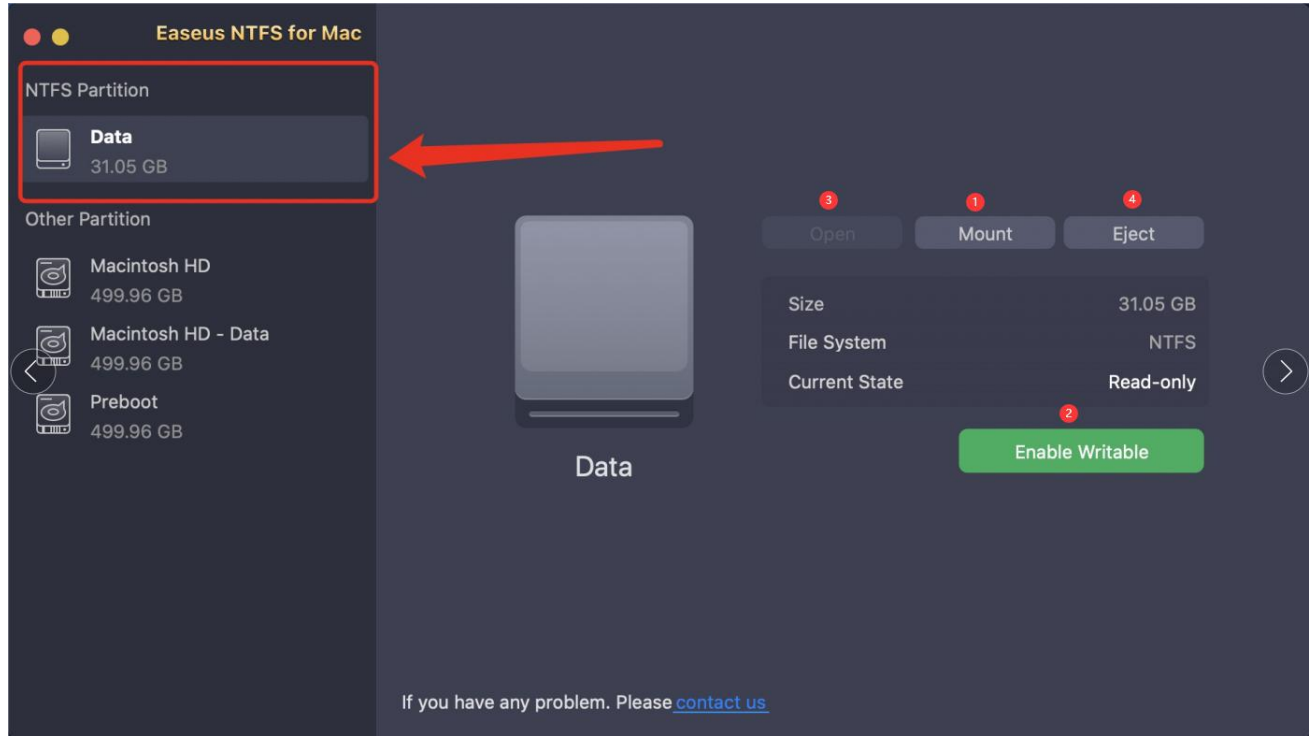 Easeus NTFS for Mac
NTFS Partition
Data
31.05 GB
Other Partition
Macintosh HD
499.96 GB
Macintosh HD - Data
499.96 GB
Preboot
499.96 GB
Data
3 1 4
Open Mount Eject
Size 31.05 GB
File System NTFS
Current State Read-only
2
Enable Writable
If you have any problem. Please contact us